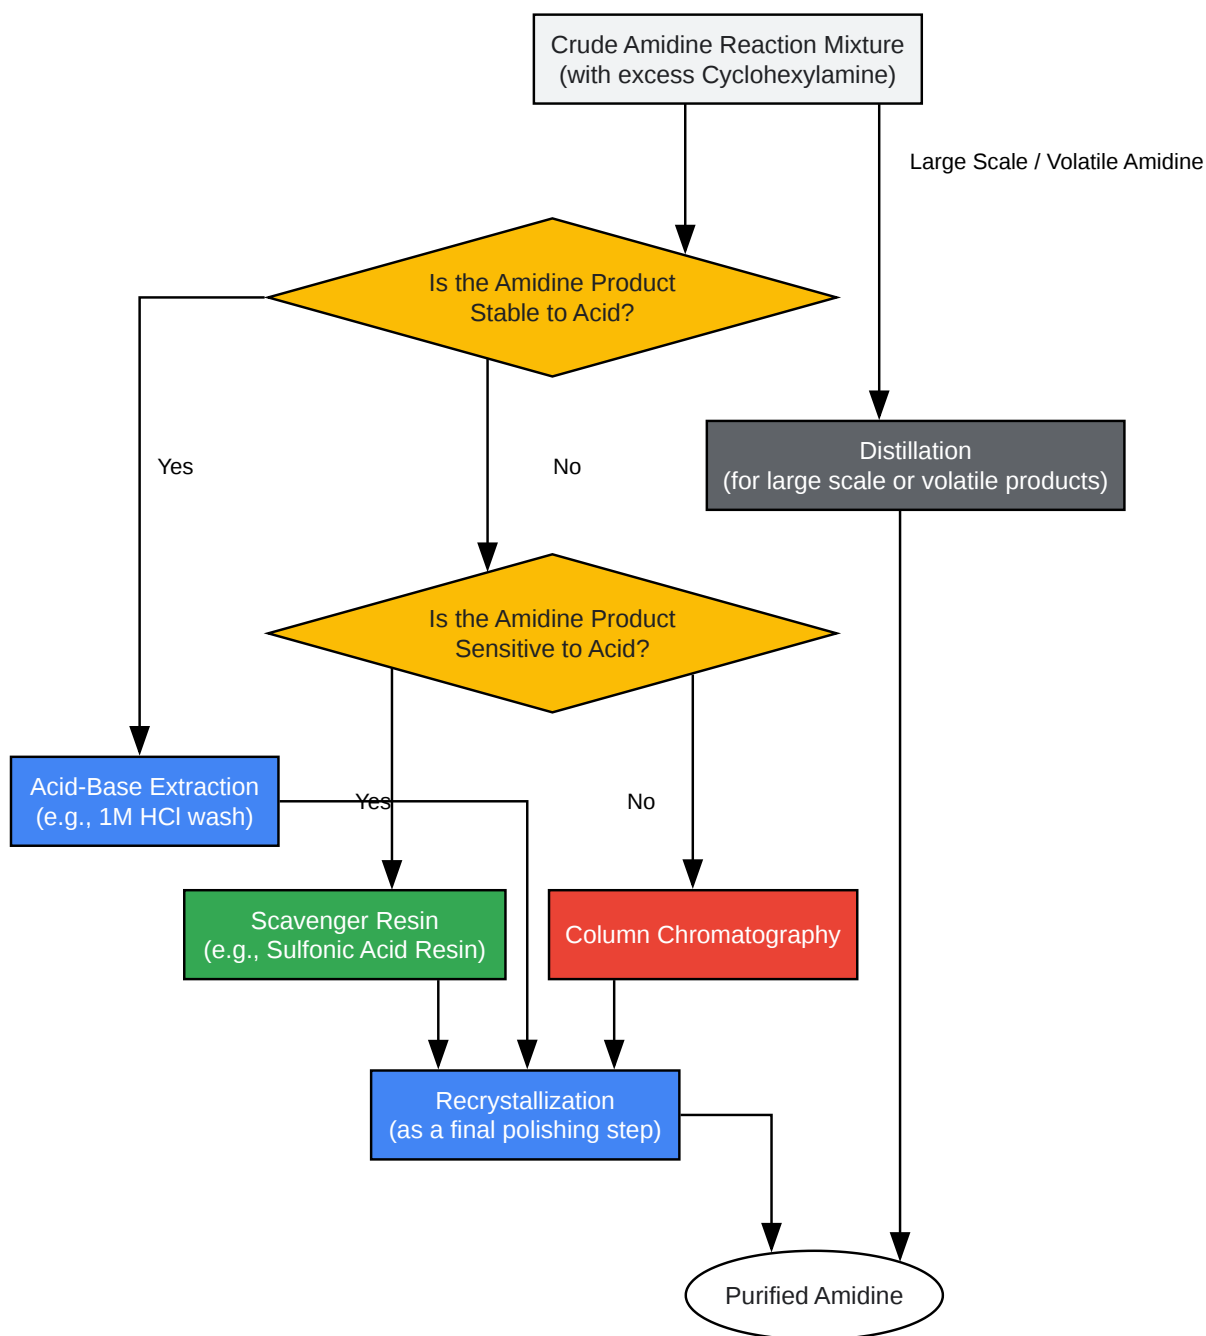 Crude Amidine Reaction Mixture
(with excess Cyclohexylamine)
Large Scale / Volatile Amidine
Is the Amidine Product
Stable to Acid?
Yes
No
Distillation
(for large scale or volatile products)
Is the Amidine Product
Sensitive to Acid?
Acid-Base Extraction
(e.g., 1M HCl wash)
Yes
No
Scavenger Resin
(e.g., Sulfonic Acid Resin)
Column Chromatography
Recrystallization
(as a final polishing step)
Purified Amidine